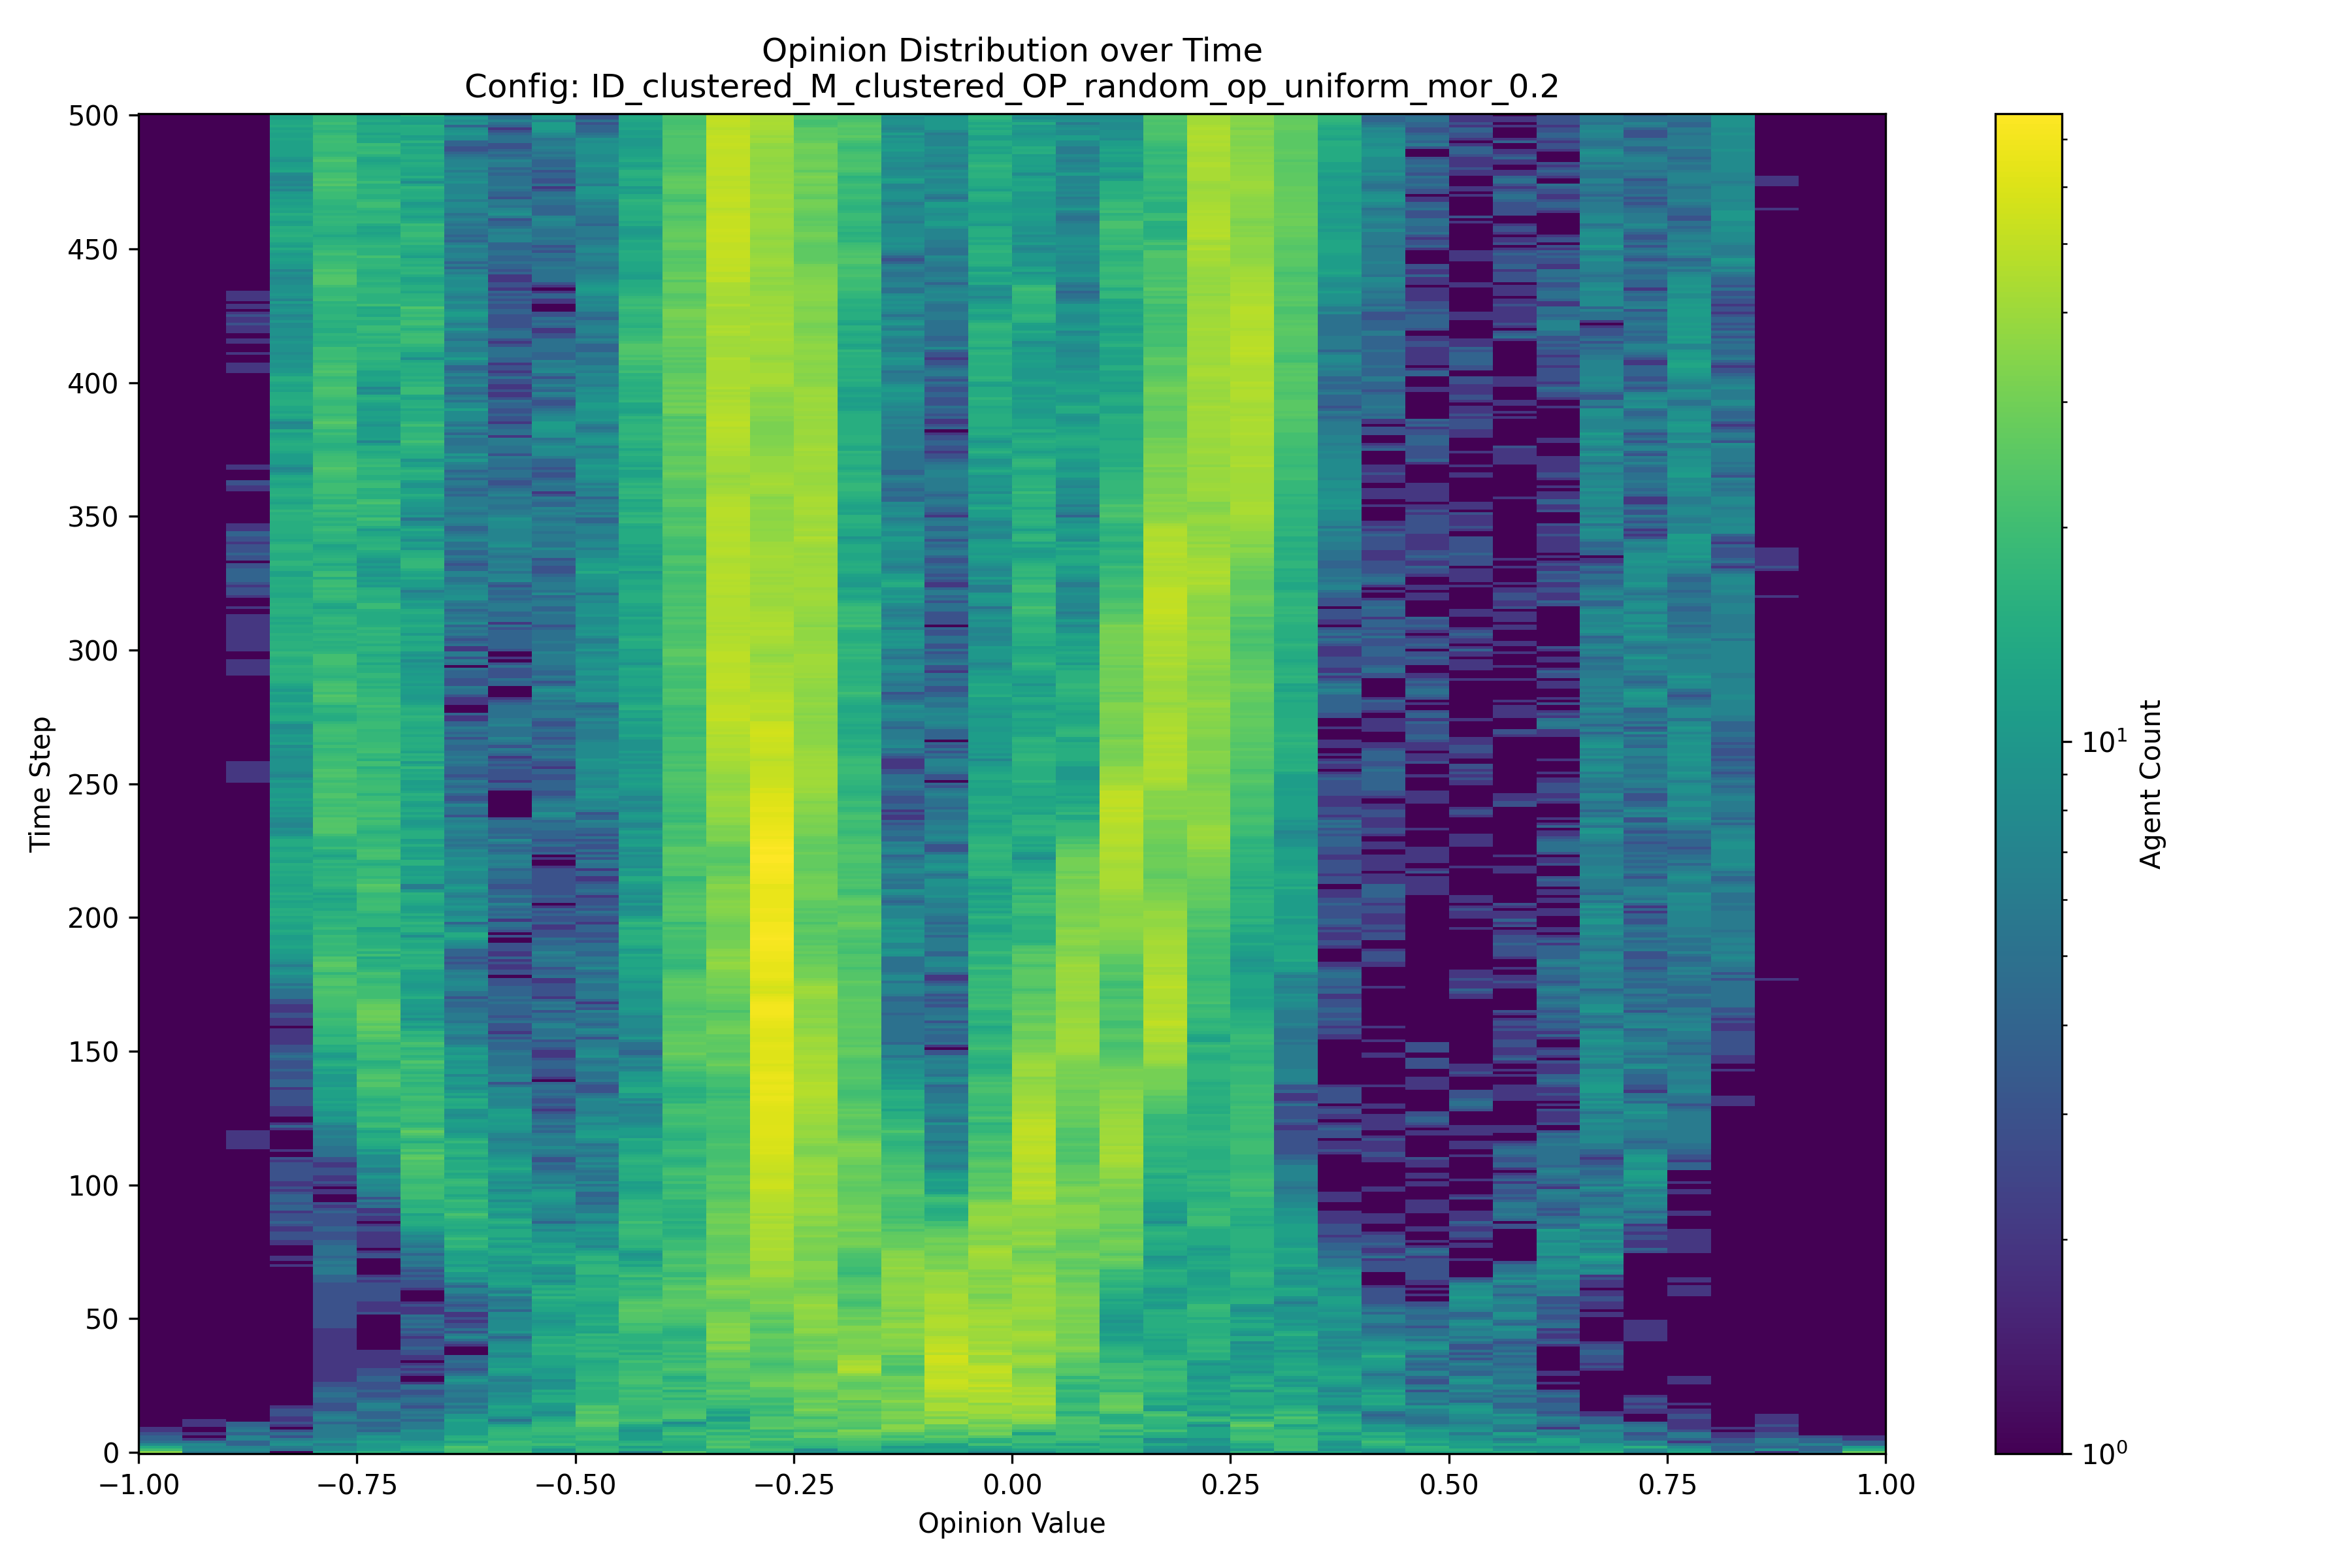 Opinion Distribution over Time
Config: ID_clustered_M_clustered_OP_random_op_uniform_mor_0.2
500
450
400
350
300
250
200
150
100
50
0
Time Step
−1.00 −0.75 −0.50 −0.25 0.00 0.25 0.50 0.75 1.00
Opinion Value
10¹
10⁰
Agent Count